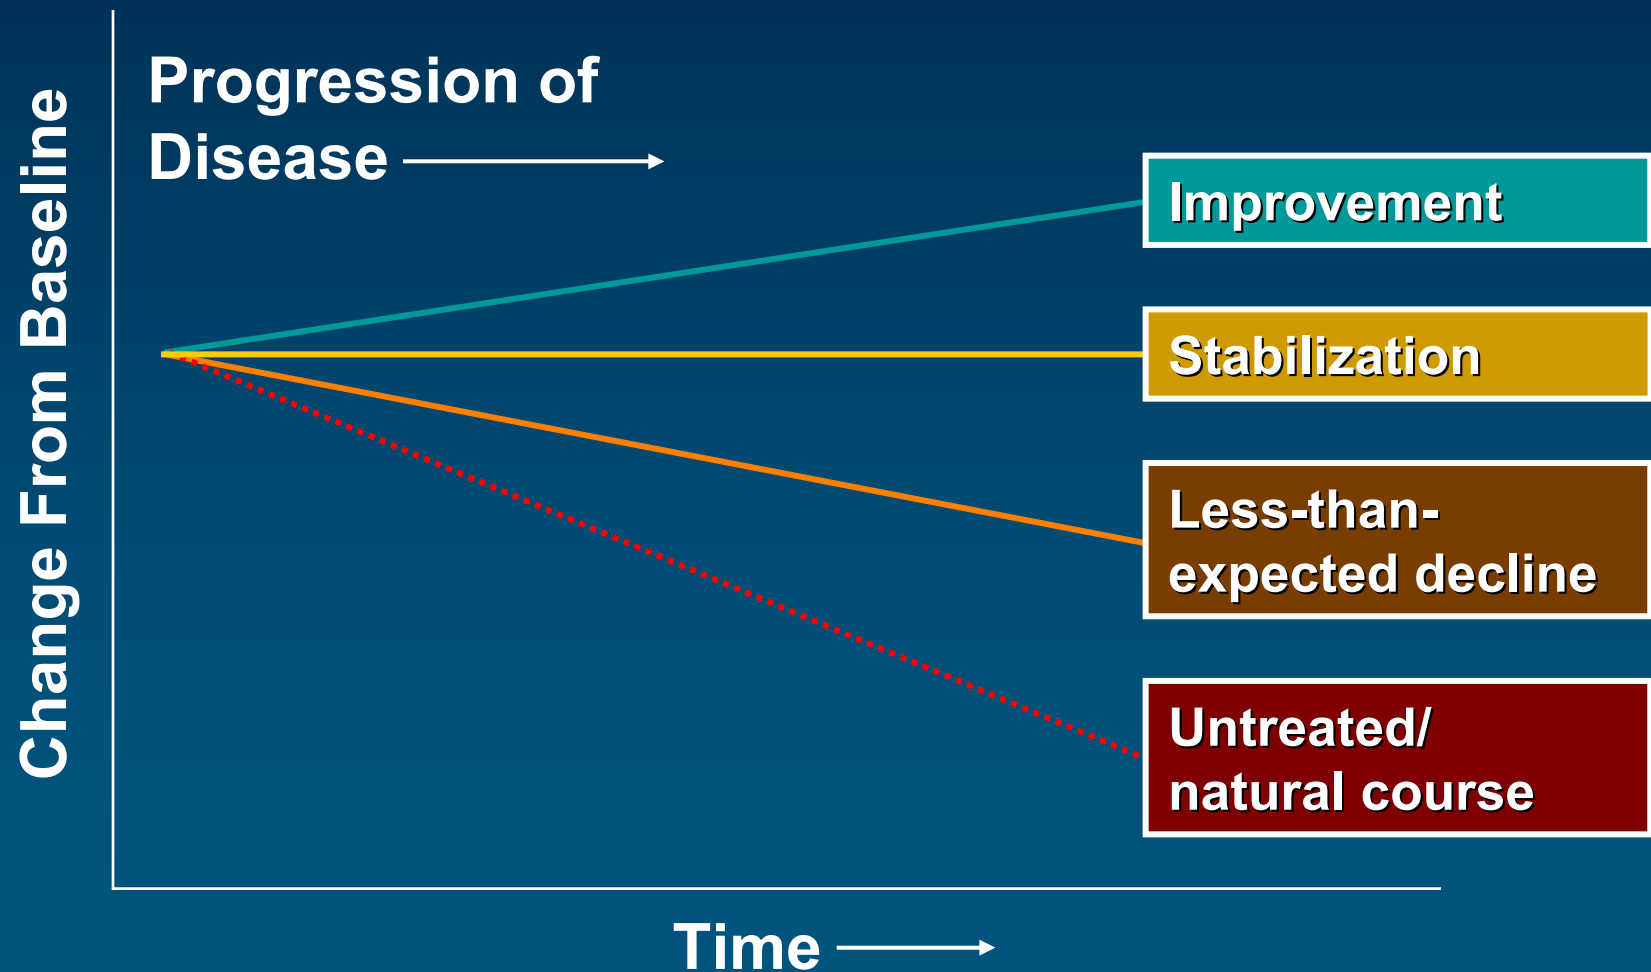 Progression of
Disease
Change From Baseline
Improvement
Stabilization
Less-than-
expected decline
Untreated/
natural course
Time